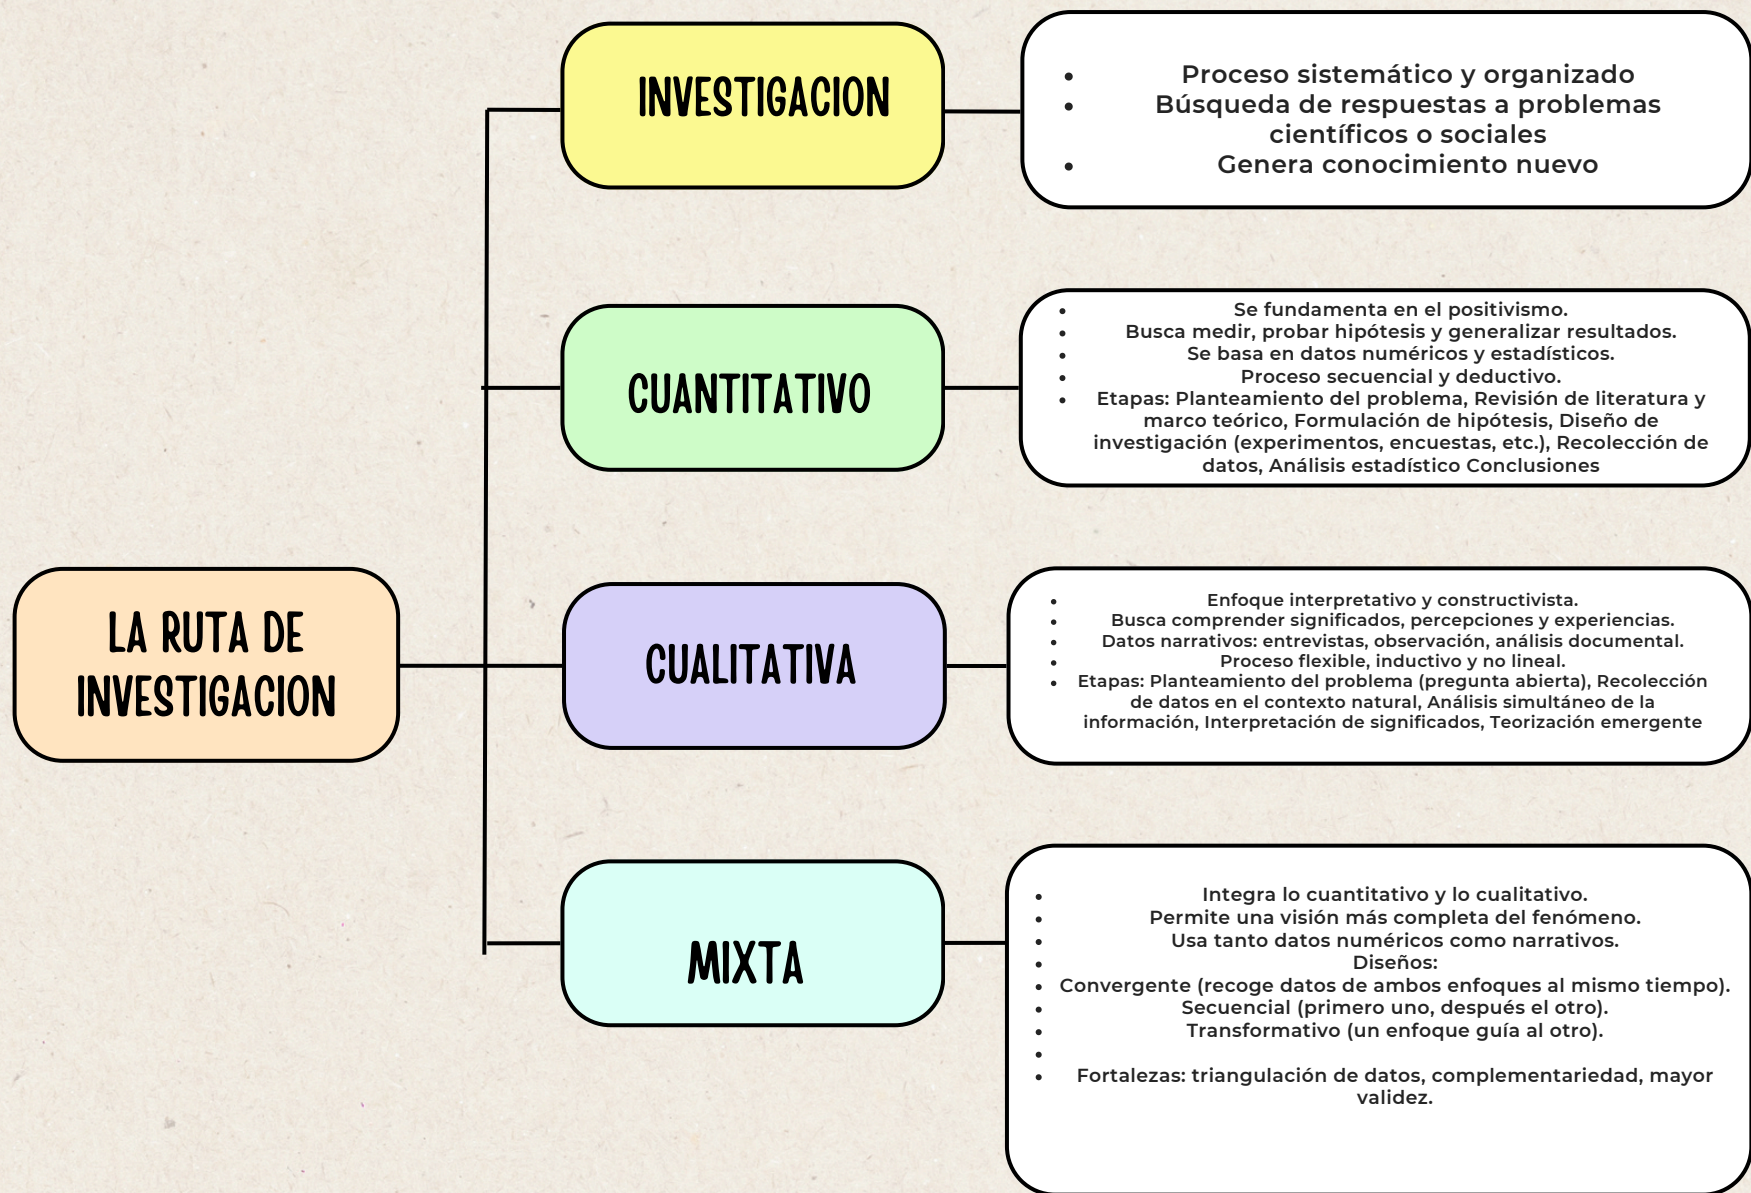 INVESTIGACION
• Proceso sistemático y organizado
• Búsqueda de respuestas a problemas
científicos o sociales
• Genera conocimiento nuevo
CUANTITATIVO
• Se fundamenta en el positivismo.
• Busca medir, probar hipótesis y generalizar resultados.
• Se basa en datos numéricos y estadísticos.
• Proceso secuencial y deductivo.
• Etapas: Planteamiento del problema, Revisión de literatura y
marco teórico, Formulación de hipótesis, Diseño de
investigación (experimentos, encuestas, etc.), Recolección de
datos, Análisis estadístico Conclusiones
LA RUTA DE
INVESTIGACION
CUALITATIVA
• Enfoque interpretativo y constructivista.
• Busca comprender significados, percepciones y experiencias.
• Datos narrativos: entrevistas, observación, análisis documental.
• Proceso flexible, inductivo y no lineal.
• Etapas: Planteamiento del problema (pregunta abierta), Recolección
de datos en el contexto natural, Análisis simultáneo de la
información, Interpretación de significados, Teorización emergente
MIXTA
• Integra lo cuantitativo y lo cualitativo.
• Permite una visión más completa del fenómeno.
• Usa tanto datos numéricos como narrativos.
• Diseños:
• Convergente (recoge datos de ambos enfoques al mismo tiempo).
• Secuencial (primero uno, después el otro).
• Transformativo (un enfoque guía al otro).
•
• Fortalezas: triangulación de datos, complementariedad, mayor
validez.